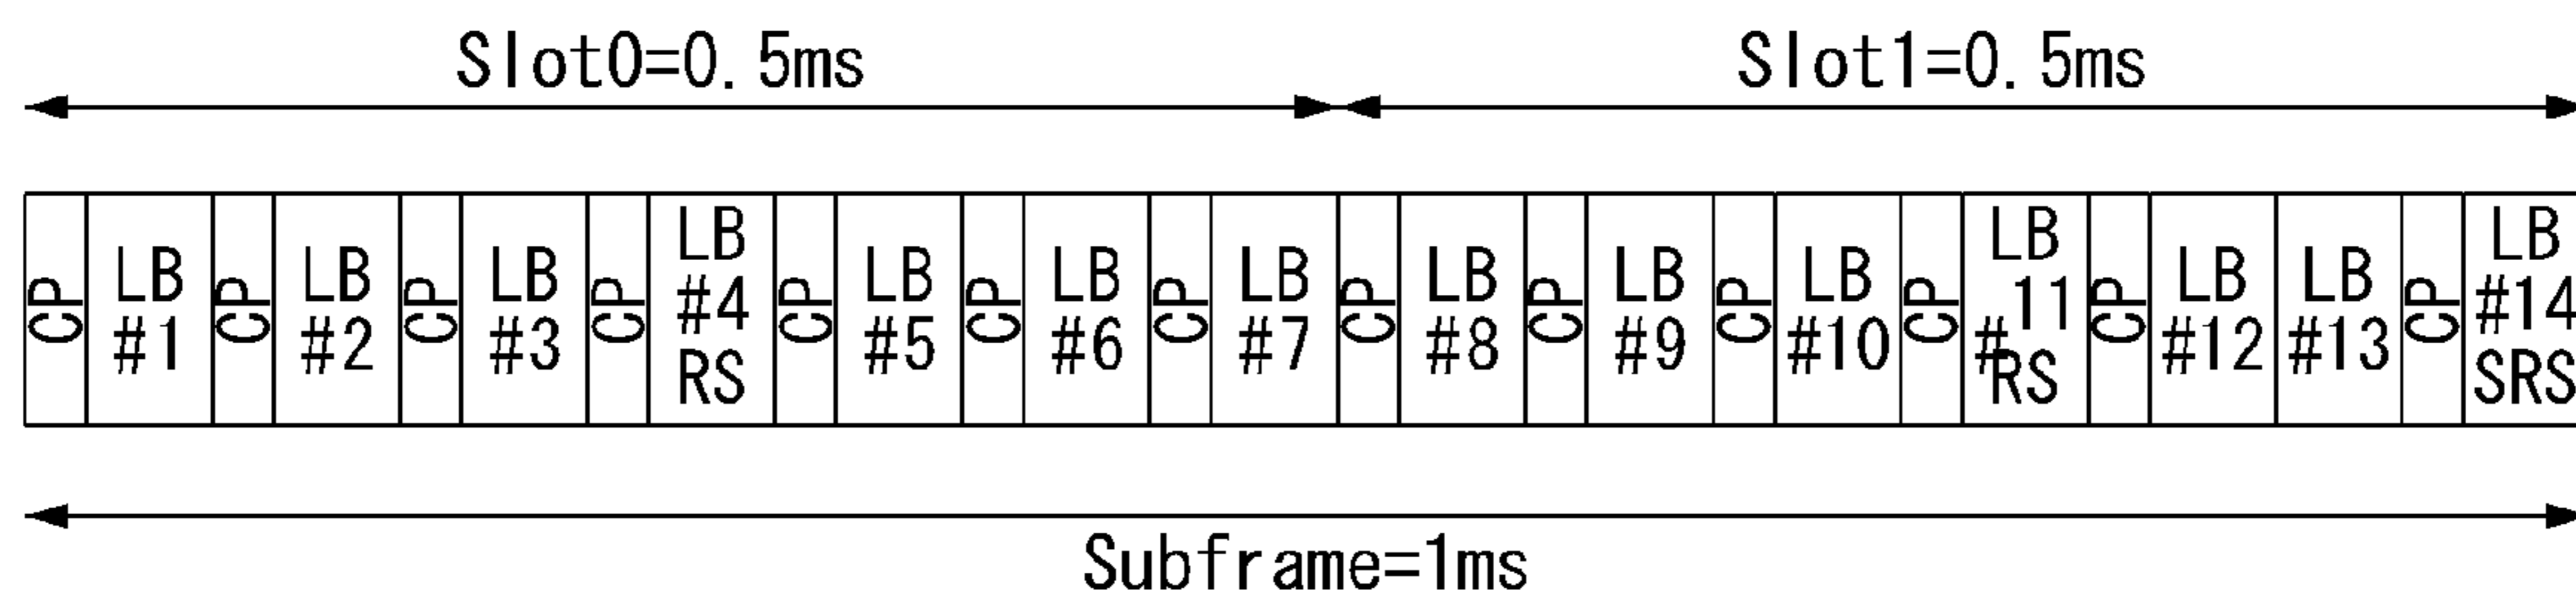 Slot0=0.5ms
Slot1=0.5ms
CP
LB
#1
CP
LB
#2
CP
LB
#3
CP
LB
#4
RS
CP
LB
#5
CP
LB
#6
CP
LB
#7
CP
LB
#8
CP
LB
#9
CP
LB
#10
CP
LB
#11
RS
CP
LB
#12
LB
#13
CP
LB
#14
SRS
Subframe=1ms